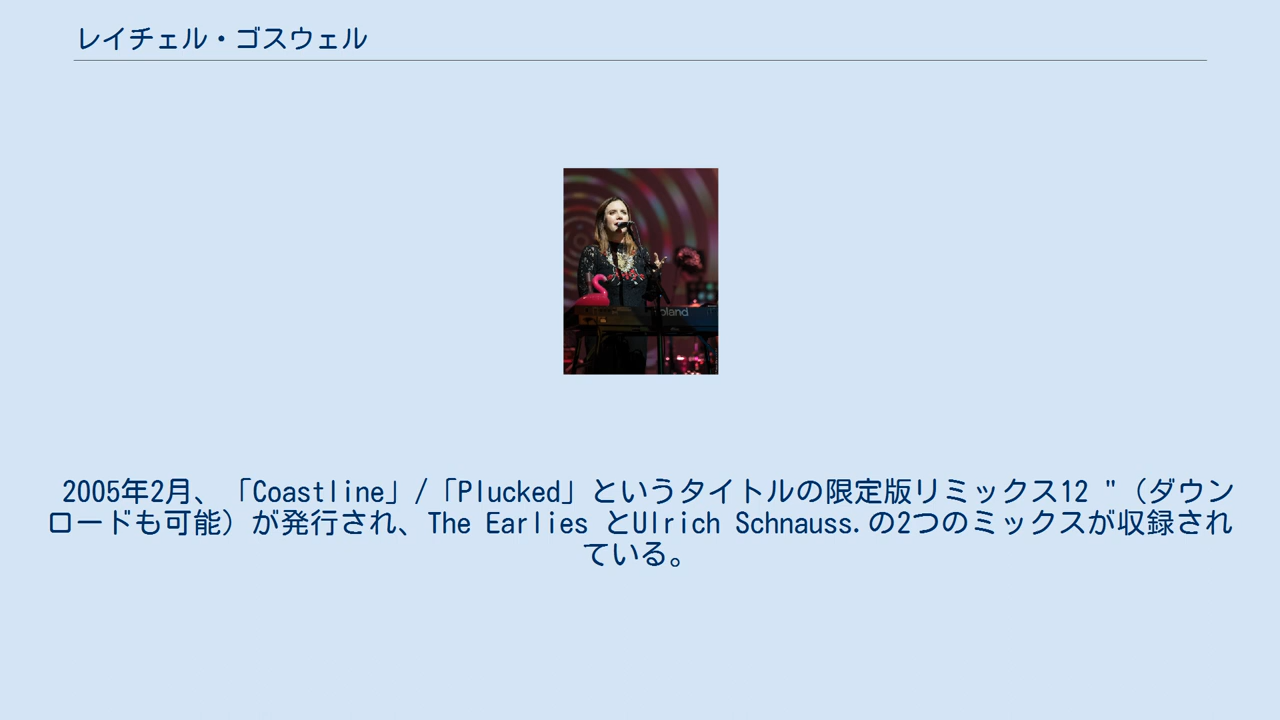 レイチェル・ゴスウェル
oland
2005年2月、「Coastline」/「Plucked」というタイトルの限定版リミックス12 "（ダウン
ロードも可能）が発行され、The Earlies とUlrich Schnauss.の2つのミックスが収録され
ている。